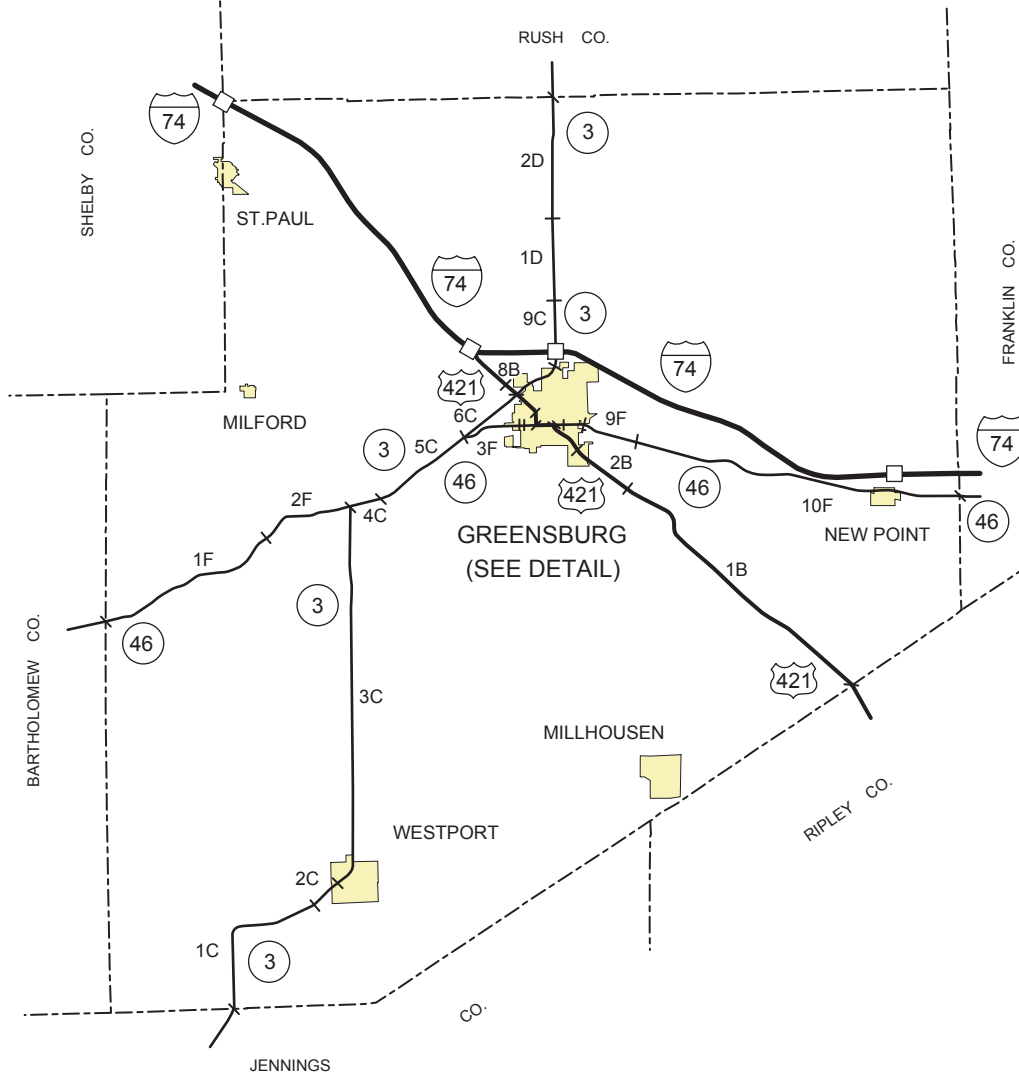 RUSH CO.
74
3
SHELBY CO.
2D
ST.PAUL
1D
FRANKLIN CO.
74
3
9C
74
8B
421
MILFORD
6C
9F
74
3
5C
3F
46
2B
421
46
2F
4C
10F
NEW POINT
46
GREENSBURG
(SEE DETAIL)
1F
1B
3
46
BARTHOLOMEW CO.
421
3C
MILLHOUSEN
RIPLEY CO.
WESTPORT
2C
1C
3
CO.
JENNINGS